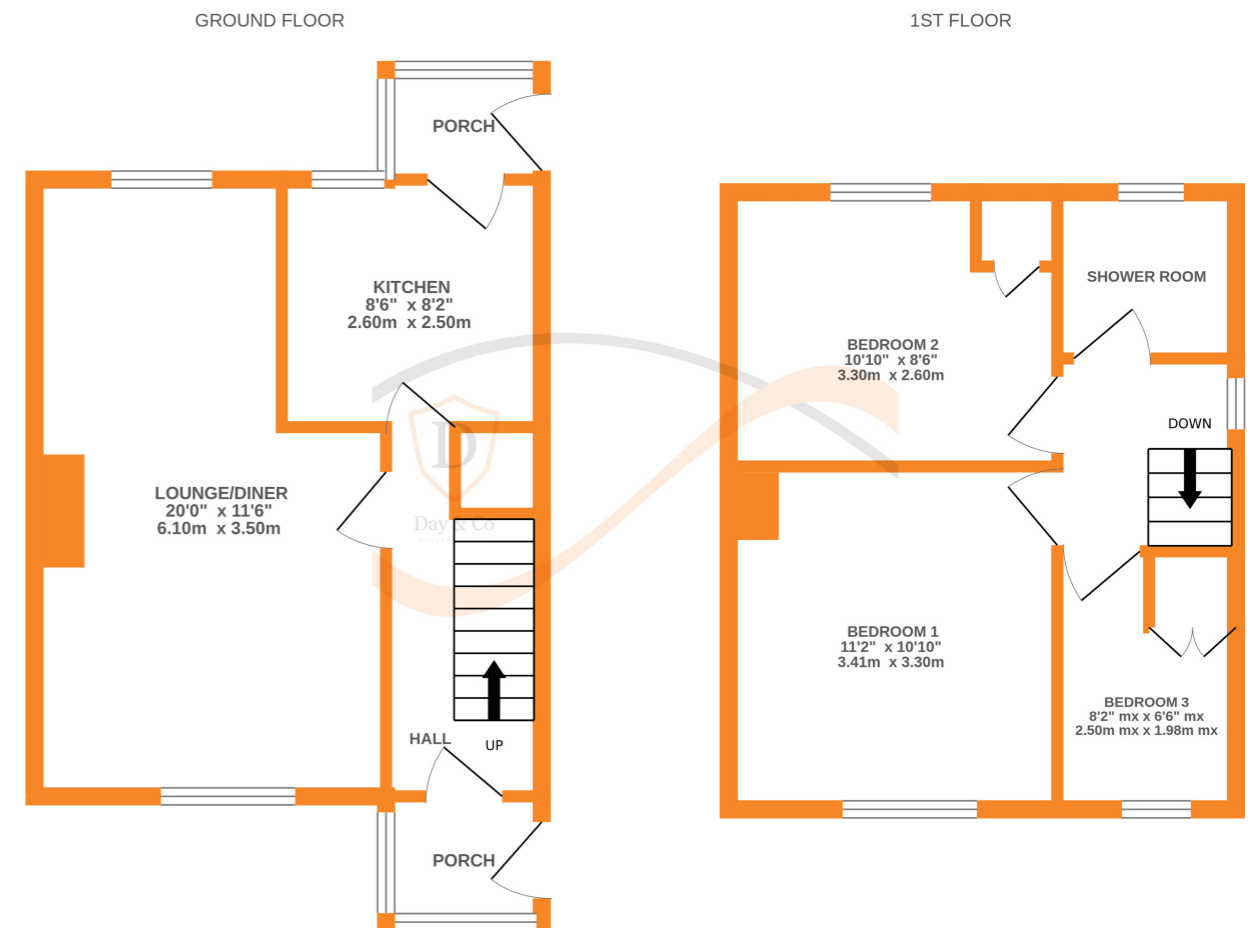 GROUND FLOOR
1ST FLOOR
PORCH
KITCHEN
8'6" x 8'2"
2.60m x 2.50m
LOUNGE/DINER
20'0" x 11'6"
6.10m x 3.50m
HALL
UP
PORCH
D
Day & Co
SHOWER ROOM
BEDROOM 2
10'10" x 8'6"
3.30m x 2.60m
DOWN
BEDROOM 1
11'2" x 10'10"
3.41m x 3.30m
BEDROOM 3
8'2" mx x 6'6" mx
2.50m mx x 1.98m mx